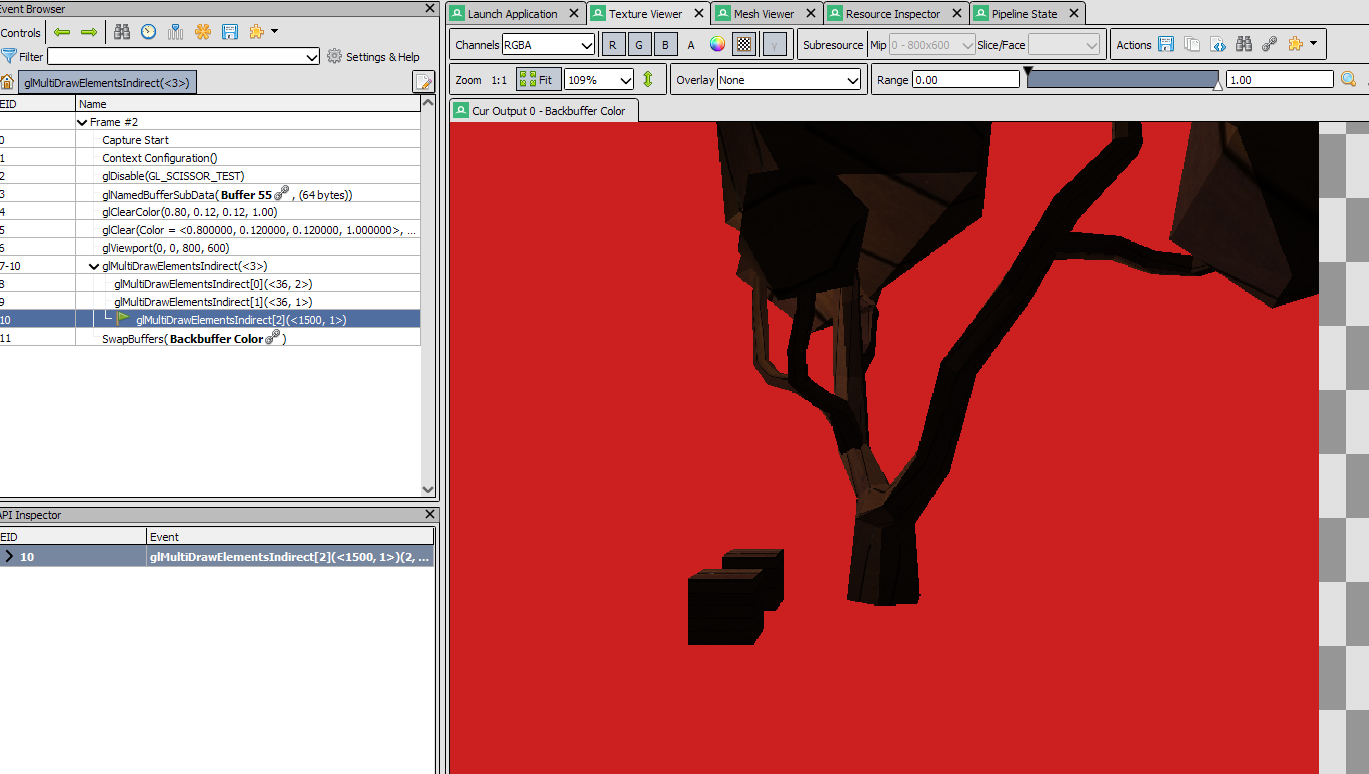 Event Browser
Controls
Filter
Settings & Help
glMultiDrawElementsIndirect(<3>)
EID Name
Frame #2
0 Capture Start
1 Context Configuration()
2 glDisable(GL_SCISSOR_TEST)
3 glNamedBufferSubData( Buffer 55 , (64 bytes))
4 glClearColor(0.80, 0.12, 0.12, 1.00)
5 glClear(Color = <0.800000, 0.120000, 0.120000, 1.000000>, ...
6 glViewport(0, 0, 800, 600)
7-10 glMultiDrawElementsIndirect(<3>)
8 glMultiDrawElementsIndirect[0](<36, 2>)
9 glMultiDrawElementsIndirect[1](<36, 1>)
10 glMultiDrawElementsIndirect[2](<1500, 1>)
11 SwapBuffers( Backbuffer Color )
API Inspector
EID Event
10 glMultiDrawElementsIndirect[2](<1500, 1>)(2, ...
Launch Application Texture Viewer Mesh Viewer Resource Inspector Pipeline State
Channels RGBA R G B A γ Subresource Mip 0 - 800x600 Slice/Face Actions
Zoom 1:1 Fit 109% Overlay None Range 0.00 1.00
Cur Output 0 - Backbuffer Color